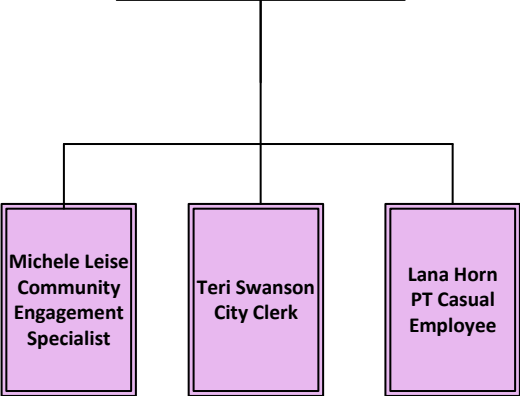 Michele Leise
Community
Engagement
Specialist
Teri Swanson
City Clerk
Lana Horn
PT Casual
Employee